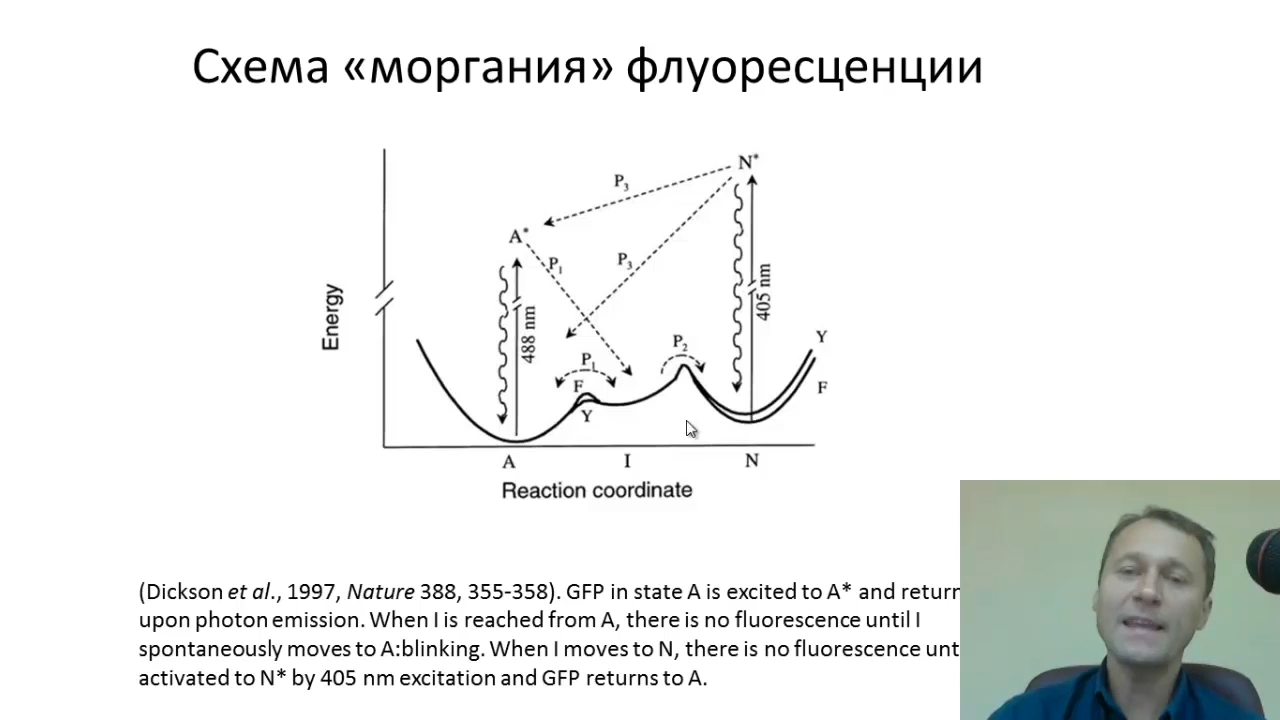 Схема «моргания» флуоресценции
N*
P3
A*
P1
P3
405 nm
Energy
488 nm
P2
Y
P1
F
F
Y
A I N
Reaction coordinate
(Dickson et al., 1997, Nature 388, 355-358). GFP in state A is excited to A* and return
upon photon emission. When I is reached from A, there is no fluorescence until I
spontaneously moves to A:blinking. When I moves to N, there is no fluorescence unt
activated to N* by 405 nm excitation and GFP returns to A.